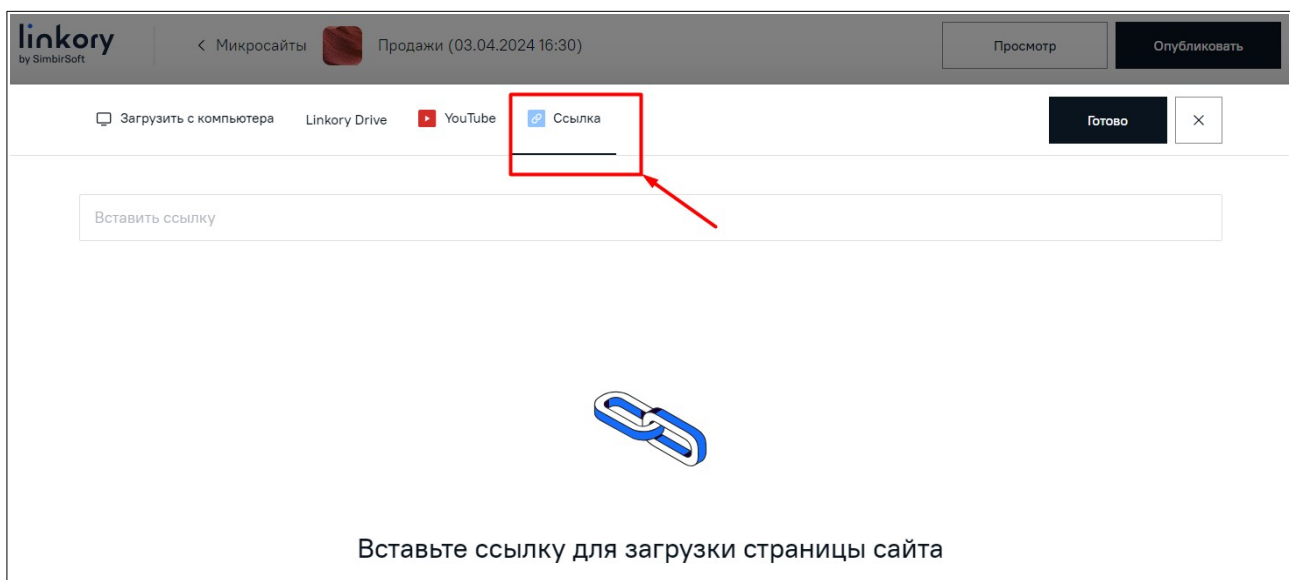 linkory
by SimbirSoft
< Микросайты Продажи (03.04.2024 16:30) Просмотр Опубликовать
Загрузить с компьютера Linkory Drive YouTube Ссылка Готово
Вставить ссылку
Вставьте ссылку для загрузки страницы сайта